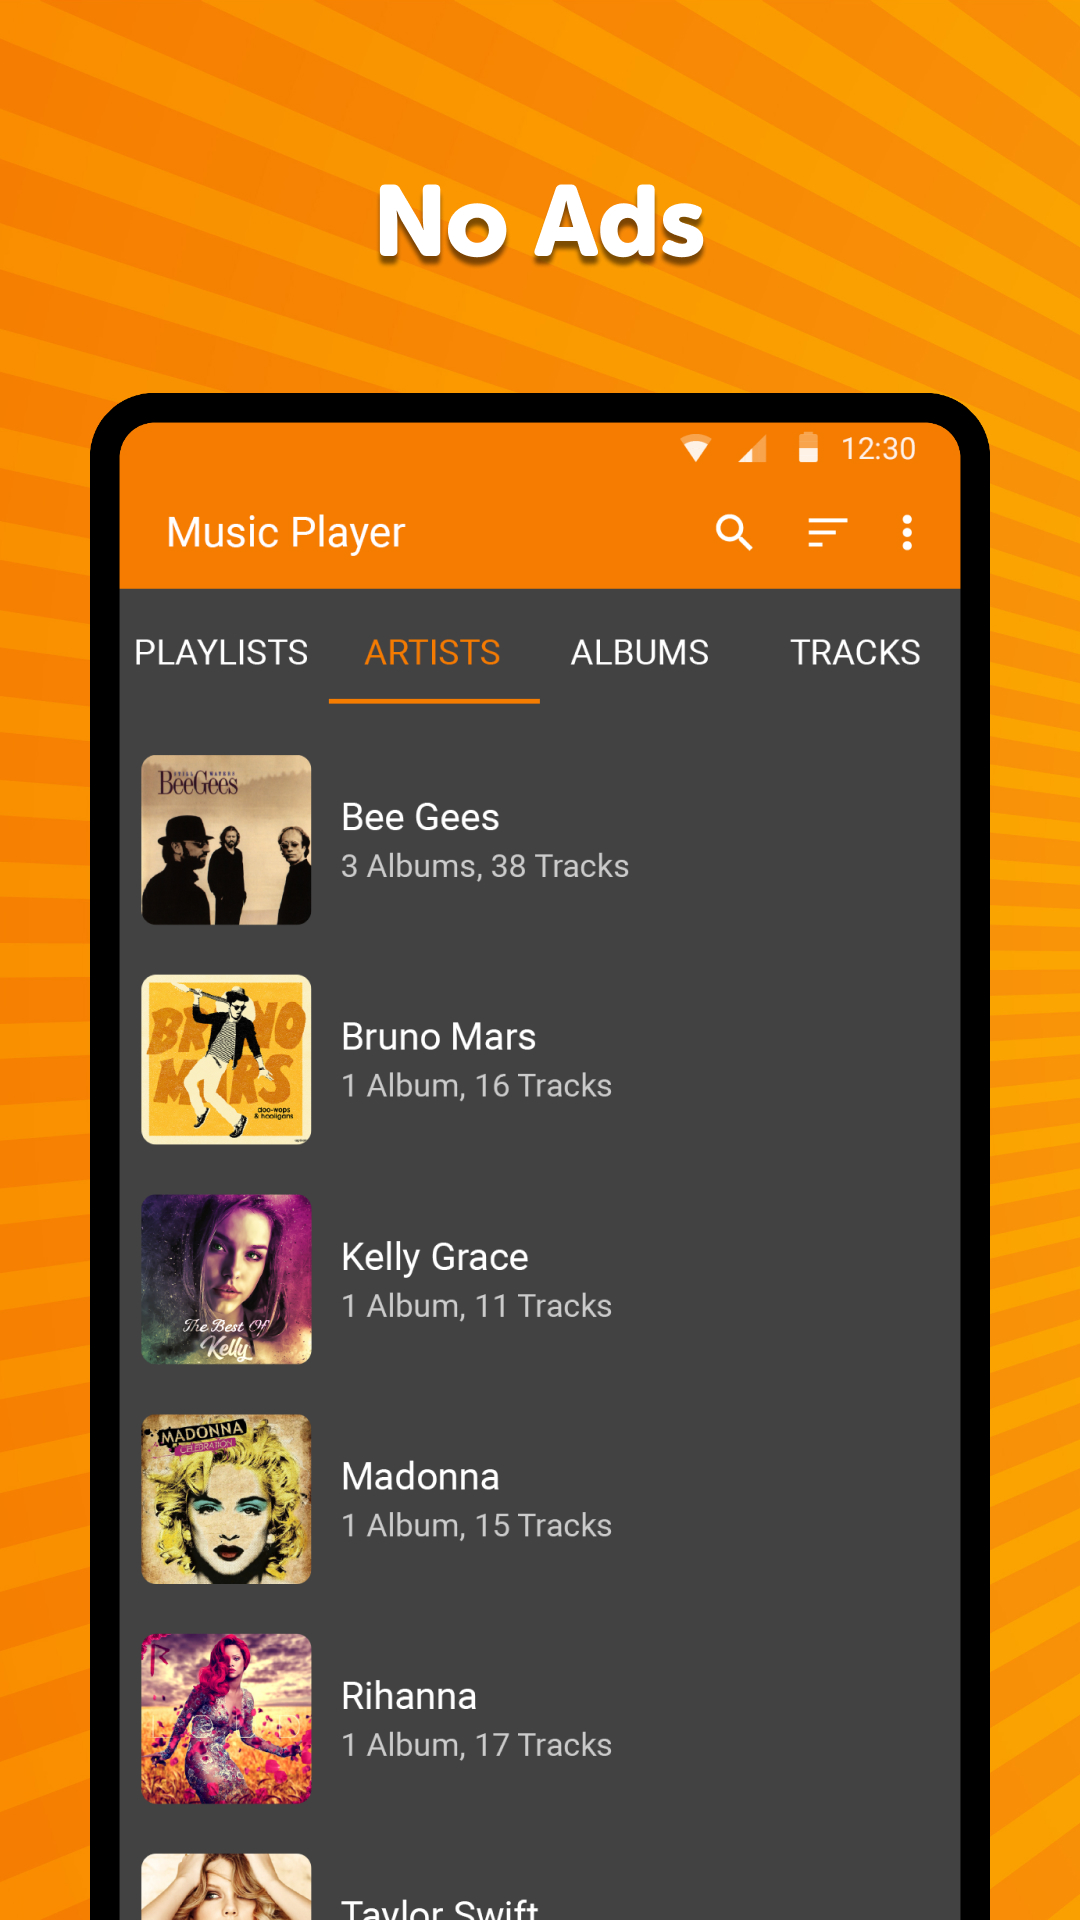 No Ads
12:30
Music Player
PLAYLISTS ARTISTS ALBUMS TRACKS
BeeGees
Bee Gees
3 Albums, 38 Tracks
BRUNO
MARS
doo-wops
& hooligans
Bruno Mars
1 Album, 16 Tracks
The Best Of
Kelly
Kelly Grace
1 Album, 11 Tracks
MADONNA
CELEBRATION
Madonna
1 Album, 15 Tracks
R
Rihanna
1 Album, 17 Tracks
Taylor Swift